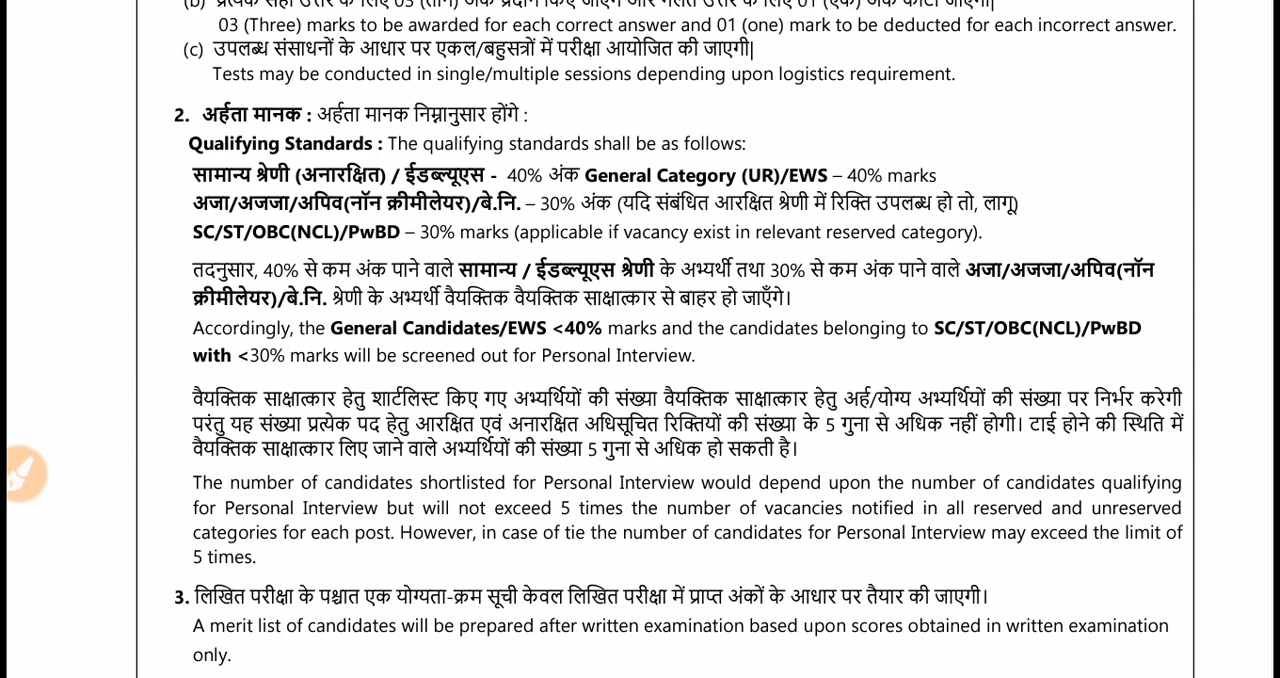 (b) प्रत्येक सही उत्तर के लिए 03 (तीन) अंक प्रदान किए जाएंगे और गलत उत्तर के लिए 01 (एक) अंक काटा जाएगा|
03 (Three) marks to be awarded for each correct answer and 01 (one) mark to be deducted for each incorrect answer.
(c) उपलब्ध संसाधनों के आधार पर एकल/बहुसत्रों में परीक्षा आयोजित की जाएगी|
Tests may be conducted in single/multiple sessions depending upon logistics requirement.
2. अर्हता मानक : अर्हता मानक निम्नानुसार होंगे :
Qualifying Standards : The qualifying standards shall be as follows:
सामान्य श्रेणी (अनारक्षित) / ईडब्ल्यूएस - 40% अंक General Category (UR)/EWS – 40% marks
अजा/अजजा/अपिव(नॉन क्रीमीलेयर)/बे.नि. – 30% अंक (यदि संबंधित आरक्षित श्रेणी में रिक्ति उपलब्ध हो तो, लागू)
SC/ST/OBC(NCL)/PwBD – 30% marks (applicable if vacancy exist in relevant reserved category).
तदनुसार, 40% से कम अंक पाने वाले सामान्य / ईडब्ल्यूएस श्रेणी के अभ्यर्थी तथा 30% से कम अंक पाने वाले अजा/अजजा/अपिव(नॉन
क्रीमीलेयर)/बे.नि. श्रेणी के अभ्यर्थी वैयक्तिक वैयक्तिक साक्षात्कार से बाहर हो जाएँगे।
Accordingly, the General Candidates/EWS <40% marks and the candidates belonging to SC/ST/OBC(NCL)/PwBD
with <30% marks will be screened out for Personal Interview.
वैयक्तिक साक्षात्कार हेतु शार्टलिस्ट किए गए अभ्यर्थियों की संख्या वैयक्तिक साक्षात्कार हेतु अर्ह/योग्य अभ्यर्थियों की संख्या पर निर्भर करेगी
परंतु यह संख्या प्रत्येक पद हेतु आरक्षित एवं अनारक्षित अधिसूचित रिक्तियों की संख्या के 5 गुना से अधिक नहीं होगी। टाई होने की स्थिति में
वैयक्तिक साक्षात्कार लिए जाने वाले अभ्यर्थियों की संख्या 5 गुना से अधिक हो सकती है।
The number of candidates shortlisted for Personal Interview would depend upon the number of candidates qualifying
for Personal Interview but will not exceed 5 times the number of vacancies notified in all reserved and unreserved
categories for each post. However, in case of tie the number of candidates for Personal Interview may exceed the limit of
5 times.
3. लिखित परीक्षा के पश्चात एक योग्यता-क्रम सूची केवल लिखित परीक्षा में प्राप्त अंकों के आधार पर तैयार की जाएगी।
A merit list of candidates will be prepared after written examination based upon scores obtained in written examination
only.